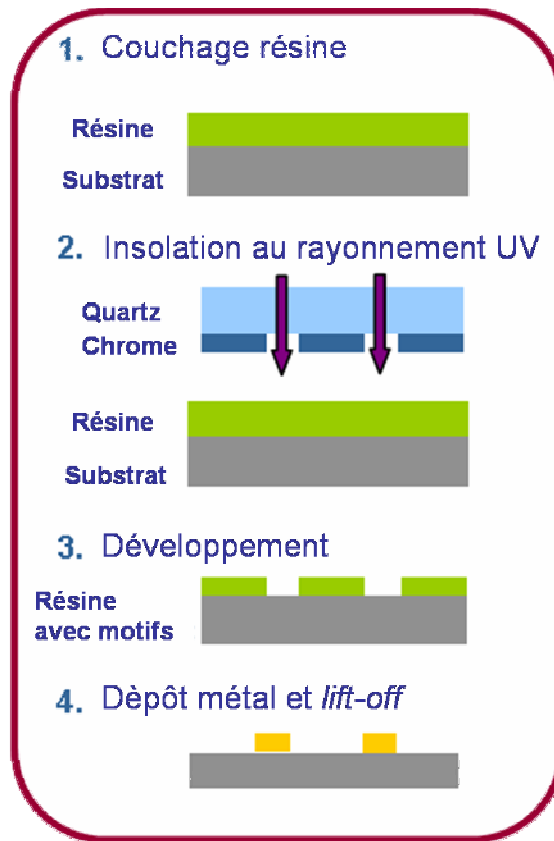 1. Couchage résine
Résine
Substrat
2. Insolation au rayonnement UV
Quartz
Chrome
Résine
Substrat
3. Développement
Résine
avec motifs
4. Dèpôt métal et lift-off